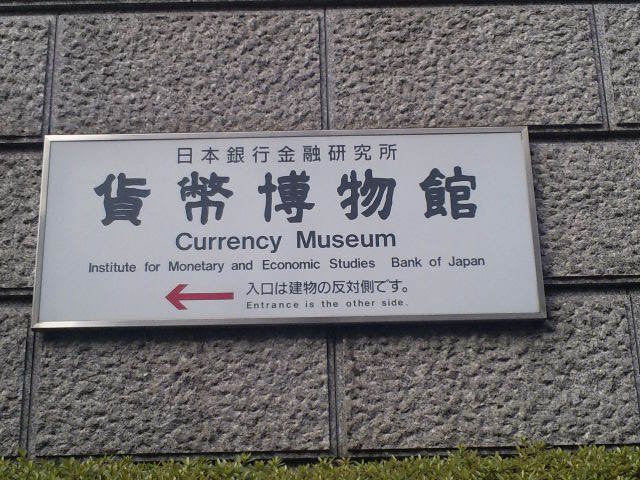 日本銀行金融研究所
貨幣博物館
Currency Museum
Institute for Monetary and Economic Studies Bank of Japan
入口は建物の反対側です。
Entrance is the other side.